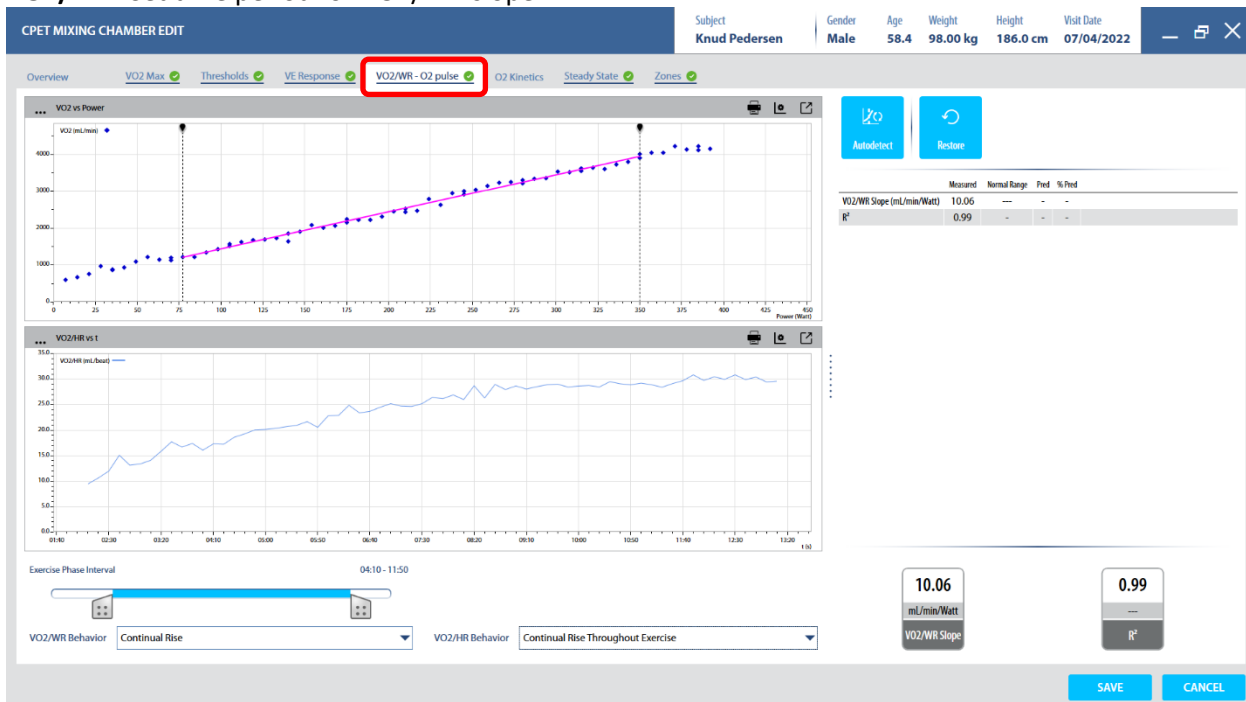 CPET MIXING CHAMBER EDIT
Subject Gender Age Weight Height Visit Date
Knud Pedersen Male 58.4 98.00 kg 186.0 cm 07/04/2022
Overview VO2 Max Thresholds VE Response VO2/WR - O2 pulse O2 Kinetics Steady State Zones
... VO2 vs Power
VO2 (mL/min)
4000
3000
2000
1000
0
0 25 50 75 100 125 150 175 200 225 250 275 300 325 350 375 400 425 450
Power (Watt)
... VO2/HR vs t
35.0
VO2/HR (mL/beat)
30.0
25.0
20.0
15.0
10.0
5.0
0.0
01:40 02:30 03:20 04:10 05:00 05:50 06:40 07:30 08:20 09:10 10:00 10:50 11:40 12:30 13:20
t (s)
Exercise Phase Interval 04:10 - 11:50
VO2/WR Behavior Continual Rise VO2/HR Behavior Continual Rise Throughout Exercise
Autodetect Restore
Measured Normal Range Pred %Pred
VO2/WR Slope (mL/min/Watt) 10.06 --- - -
R² 0.99 - - -
10.06 0.99
mL/min/Watt ---
VO2/WR Slope R²
SAVE CANCEL